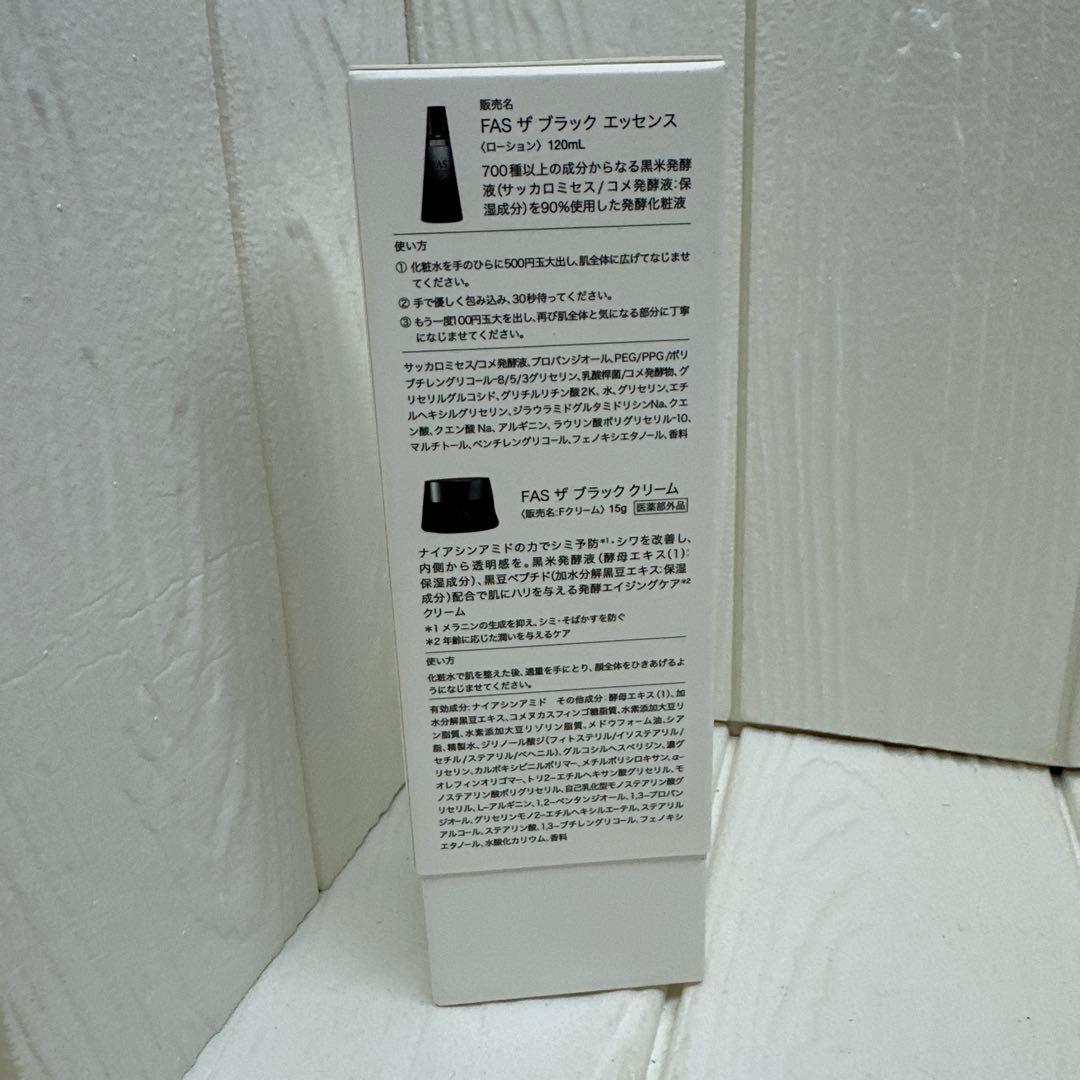 販売名
FAS ザ ブラック エッセンス
〈ローション〉 120mL
700種以上の成分からなる黒米発酵
液(サッカロミセス/コメ発酵液:保
湿成分)を90%使用した発酵化粧液
使い方
① 化粧水を手のひらに500円玉大出し、肌全体に広げてなじませ
てください。
② 手で優しく包み込み、30秒待ってください。
③ もう一度100円玉大を出し、再び肌全体と気になる部分に丁寧
になじませてください。
サッカロミセス/コメ発酵液、プロパンジオール、PEG/PPG/ポリ
ブチレングリコール-8/5/3グリセリン、乳酸桿菌/コメ発酵物、グ
リセリルグルコシド、グリチルリチン酸2K、水、グリセリン、エチ
ルヘキシルグリセリン、ジラウラミドグルタミドリシンNa、クエ
ン酸、クエン酸Na、アルギニン、ラウリン酸ポリグリセリル-10、
マルチトール、ペンチレングリコール、フェノキシエタノール、香料
FAS ザ ブラック クリーム
〈販売名:Fクリーム〉 15g 医薬部外品
ナイアシンアミドの力でシミ予防*1・シワを改善し、
内側から透明感を。黒米発酵液(酵母エキス(1):
保湿成分)、黒豆ペプチド(加水分解黒豆エキス:保湿
成分)配合で肌にハリを与える発酵エイジングケア*2
クリーム
*1 メラニンの生成を抑え、シミ・そばかすを防ぐ
*2 年齢に応じた潤いを与えるケア
使い方
化粧水で肌を整えた後、適量を手にとり、顔全体をひきあげるよ
うになじませてください。
有効成分:ナイアシンアミド その他成分:酵母エキス(1)、加
水分解黒豆エキス、コメヌカスフィンゴ糖脂質、水素添加大豆リ
ン脂質、水素添加大豆リゾリン脂質、メドウフォーム油、シア
脂、精製水、ジリノール酸ジ(フィトステリル/イソステアリル/
セチル/ステアリル/ベヘニル)、グルコシルヘスペリジン、濃グ
リセリン、カルボキシビニルポリマー、メチルポリシロキサン、α-
オレフィンオリゴマー、トリ2-エチルヘキサン酸グリセリル、モ
ノステアリン酸ポリグリセリル、自己乳化型モノステアリン酸グ
リセリル、L-アルギニン、1,2-ペンタンジオール、1,3-プロパン
ジオール、グリセリンモノ2-エチルヘキシルエーテル、ステアリル
アルコール、ステアリン酸、1,3-ブチレングリコール、フェノキシ
エタノール、水酸化カリウム、香料